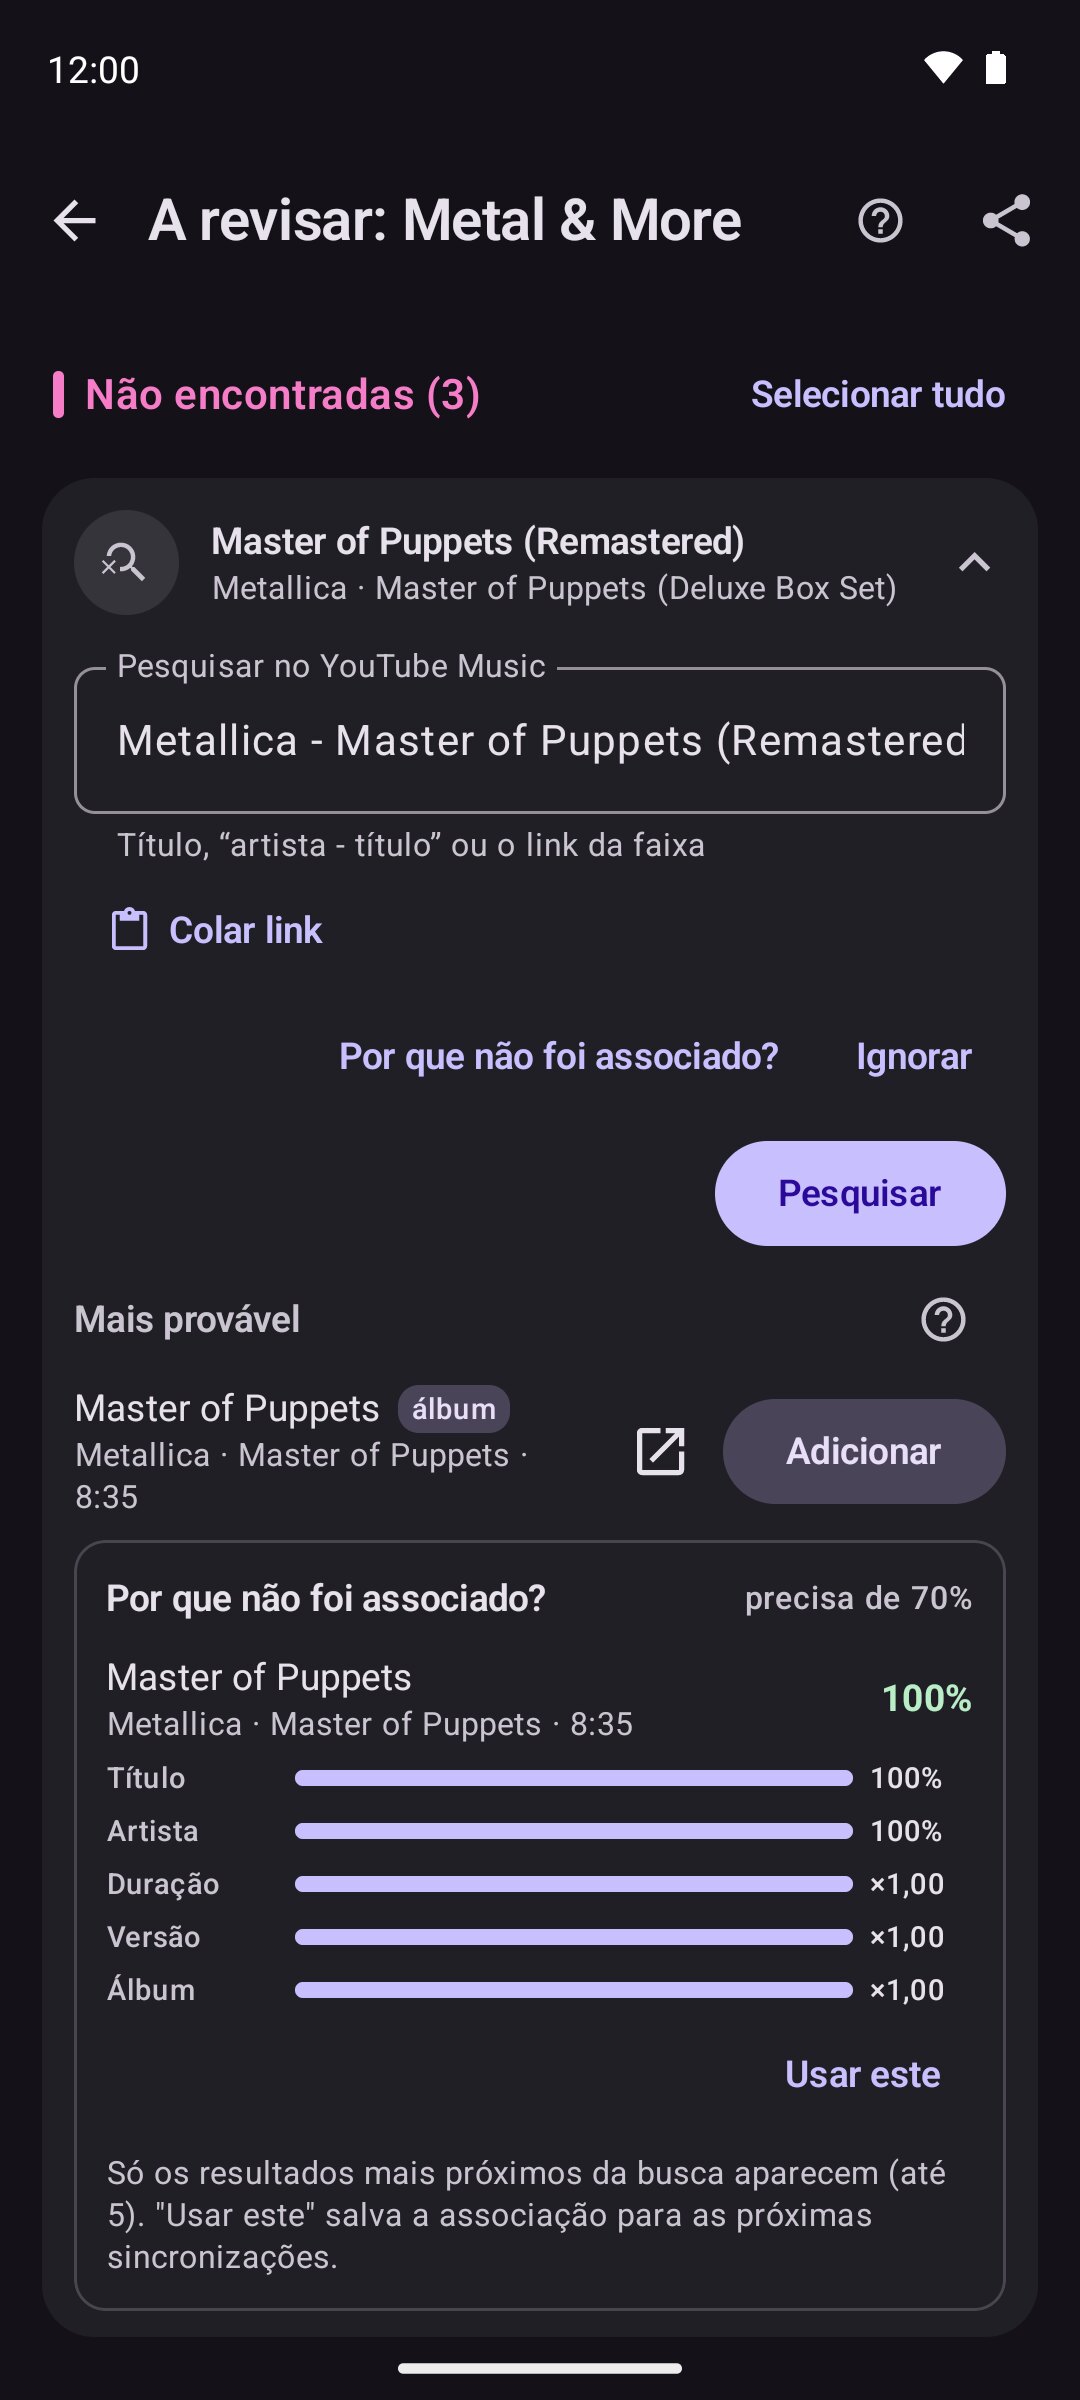 12:00
A revisar: Metal & More
Não encontradas (3)
Selecionar tudo
Master of Puppets (Remastered)
Metallica · Master of Puppets (Deluxe Box Set)
Pesquisar no YouTube Music
Metallica - Master of Puppets (Remastered
Título, “artista - título” ou o link da faixa
Colar link
Por que não foi associado?
Ignorar
Pesquisar
Mais provável
Master of Puppets álbum
Metallica · Master of Puppets ·
8:35
Adicionar
Por que não foi associado?
precisa de 70%
Master of Puppets
Metallica · Master of Puppets · 8:35
100%
Título 100%
Artista 100%
Duração ×1,00
Versão ×1,00
Álbum ×1,00
Usar este
Só os resultados mais próximos da busca aparecem (até
5). "Usar este" salva a associação para as próximas
sincronizações.